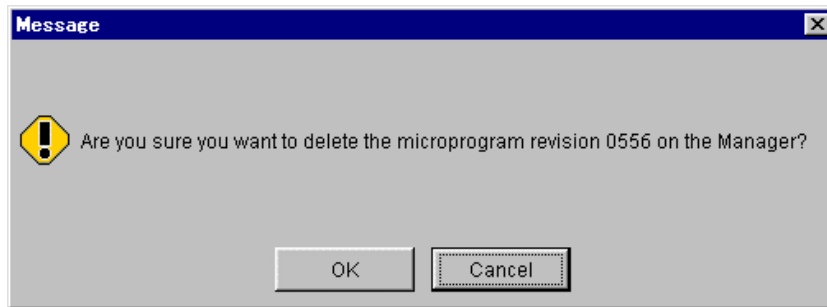 Message
Are you sure you want to delete the microprogram revision 0556 on the Manager?
OK
Cancel